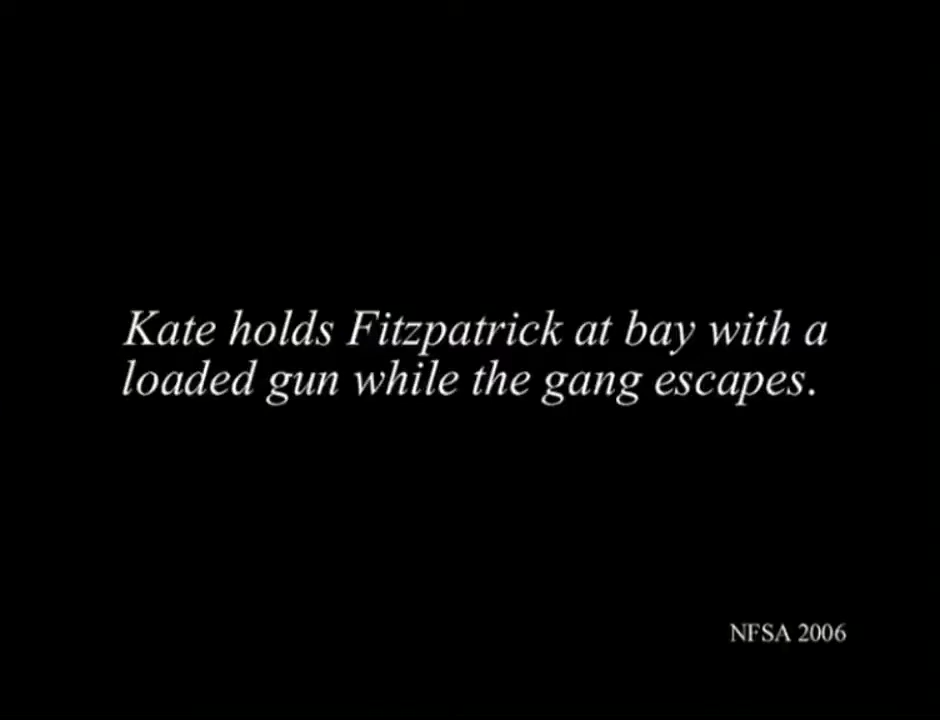 Kate holds Fitzpatrick at bay with a
loaded gun while the gang escapes.
NFSA 2006